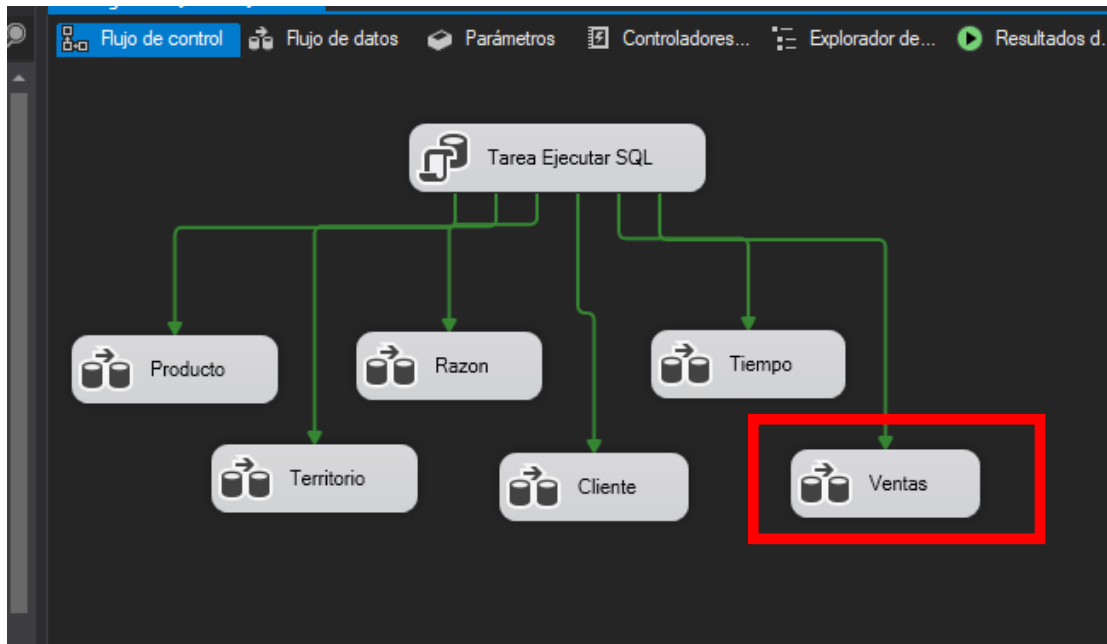 Flujo de control Flujo de datos Parámetros Controladores... Explorador de... Resultados d...
Tarea Ejecutar SQL
Producto Razon Tiempo
Territorio Cliente Ventas